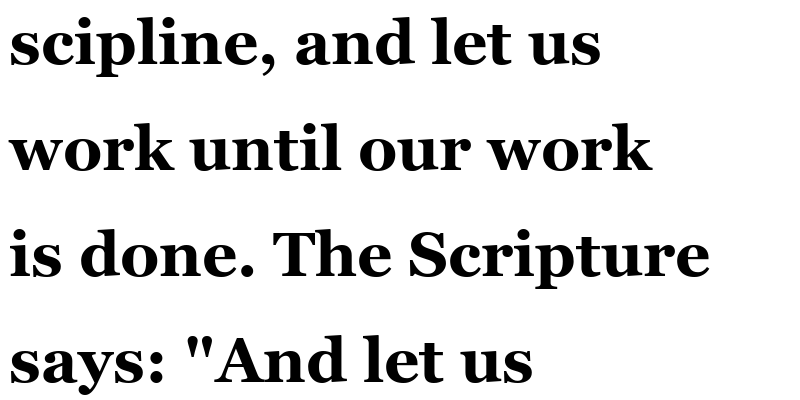 scipline, and let us
work until our work
is done. The Scripture
says: "And let us